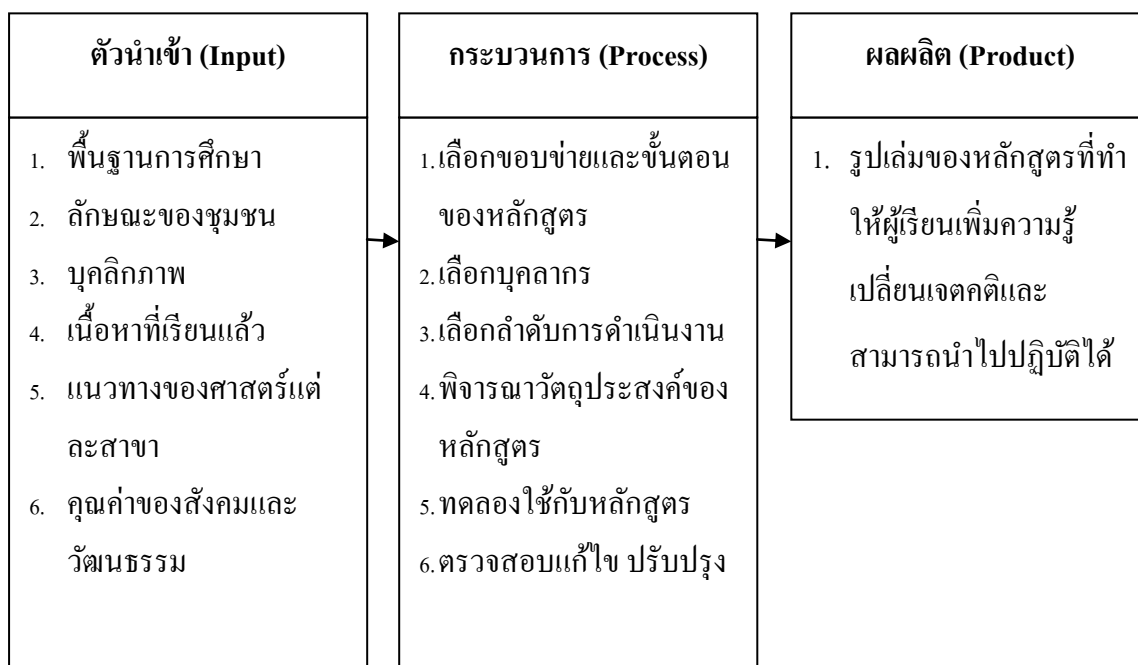 ตัวนำเข้า (Input)
1. พื้นฐานการศึกษา
2. ลักษณะของชุมชน
3. บุคลิกภาพ
4. เนื้อหาที่เรียนแล้ว
5. แนวทางของศาสตร์แต่
ละสาขา
6. คุณค่าของสังคมและ
วัฒนธรรม
กระบวนการ (Process)
1.เลือกขอบข่ายและขั้นตอน
ของหลักสูตร
2.เลือกบุคลากร
3.เลือกลำดับการดำเนินงาน
4.พิจารณาวัตถุประสงค์ของ
หลักสูตร
5.ทดลองใช้กับหลักสูตร
6.ตรวจสอบแก้ไข ปรับปรุง
ผลผลิต (Product)
1. รูปเล่มของหลักสูตรที่ทำ
ให้ผู้เรียนเพิ่มความรู้
เปลี่ยนเจตคติและ
สามารถนำไปปฏิบัติได้